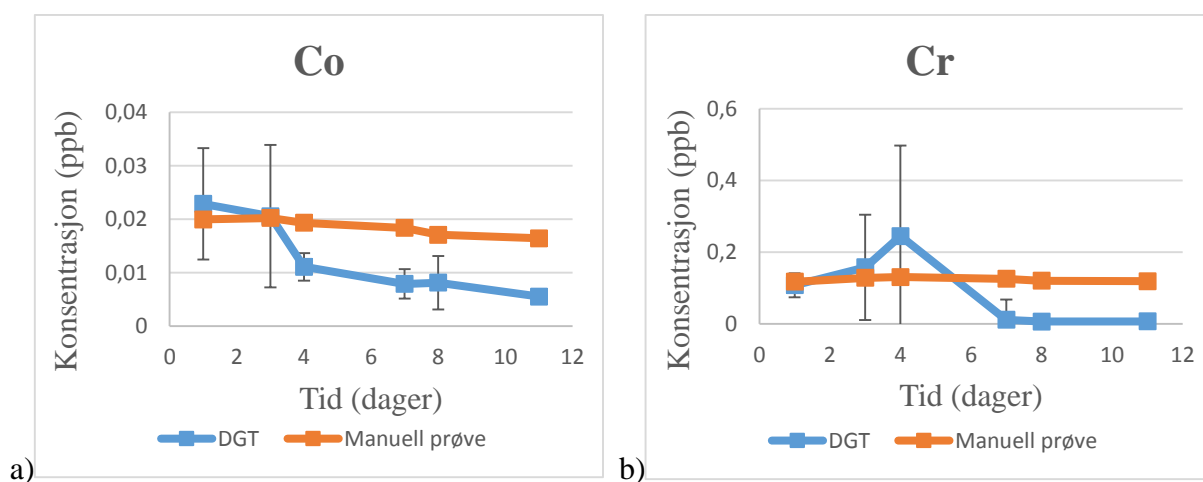 Co
Konsentrasjon (ppb)
0,04
0,03
0,02
0,01
0
0 2 4 6 8 10 12
Tid (dager)
DGT Manuell prøve
a)
Cr
Konsentrasjon (ppb)
0,6
0,4
0,2
0
0 2 4 6 8 10 12
Tid (dager)
DGT Manuell prøve
b)